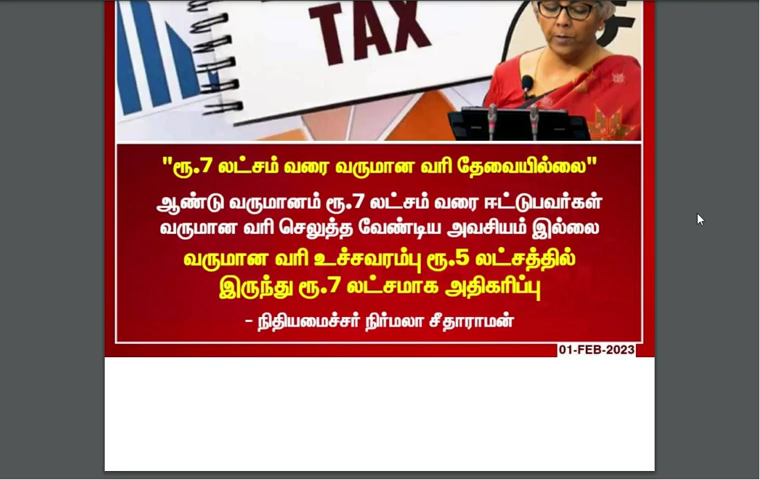 TAX
"ரூ.7 லட்சம் வரை வருமான வரி தேவையில்லை"
ஆண்டு வருமானம் ரூ.7 லட்சம் வரை ஈட்டுபவர்கள்
வருமான வரி செலுத்த வேண்டிய அவசியம் இல்லை
வருமான வரி உச்சவரம்பு ரூ.5 லட்சத்தில்
இருந்து ரூ.7 லட்சமாக அதிகரிப்பு
- நிதியமைச்சர் நிர்மலா சீதாராமன்
01-FEB-2023